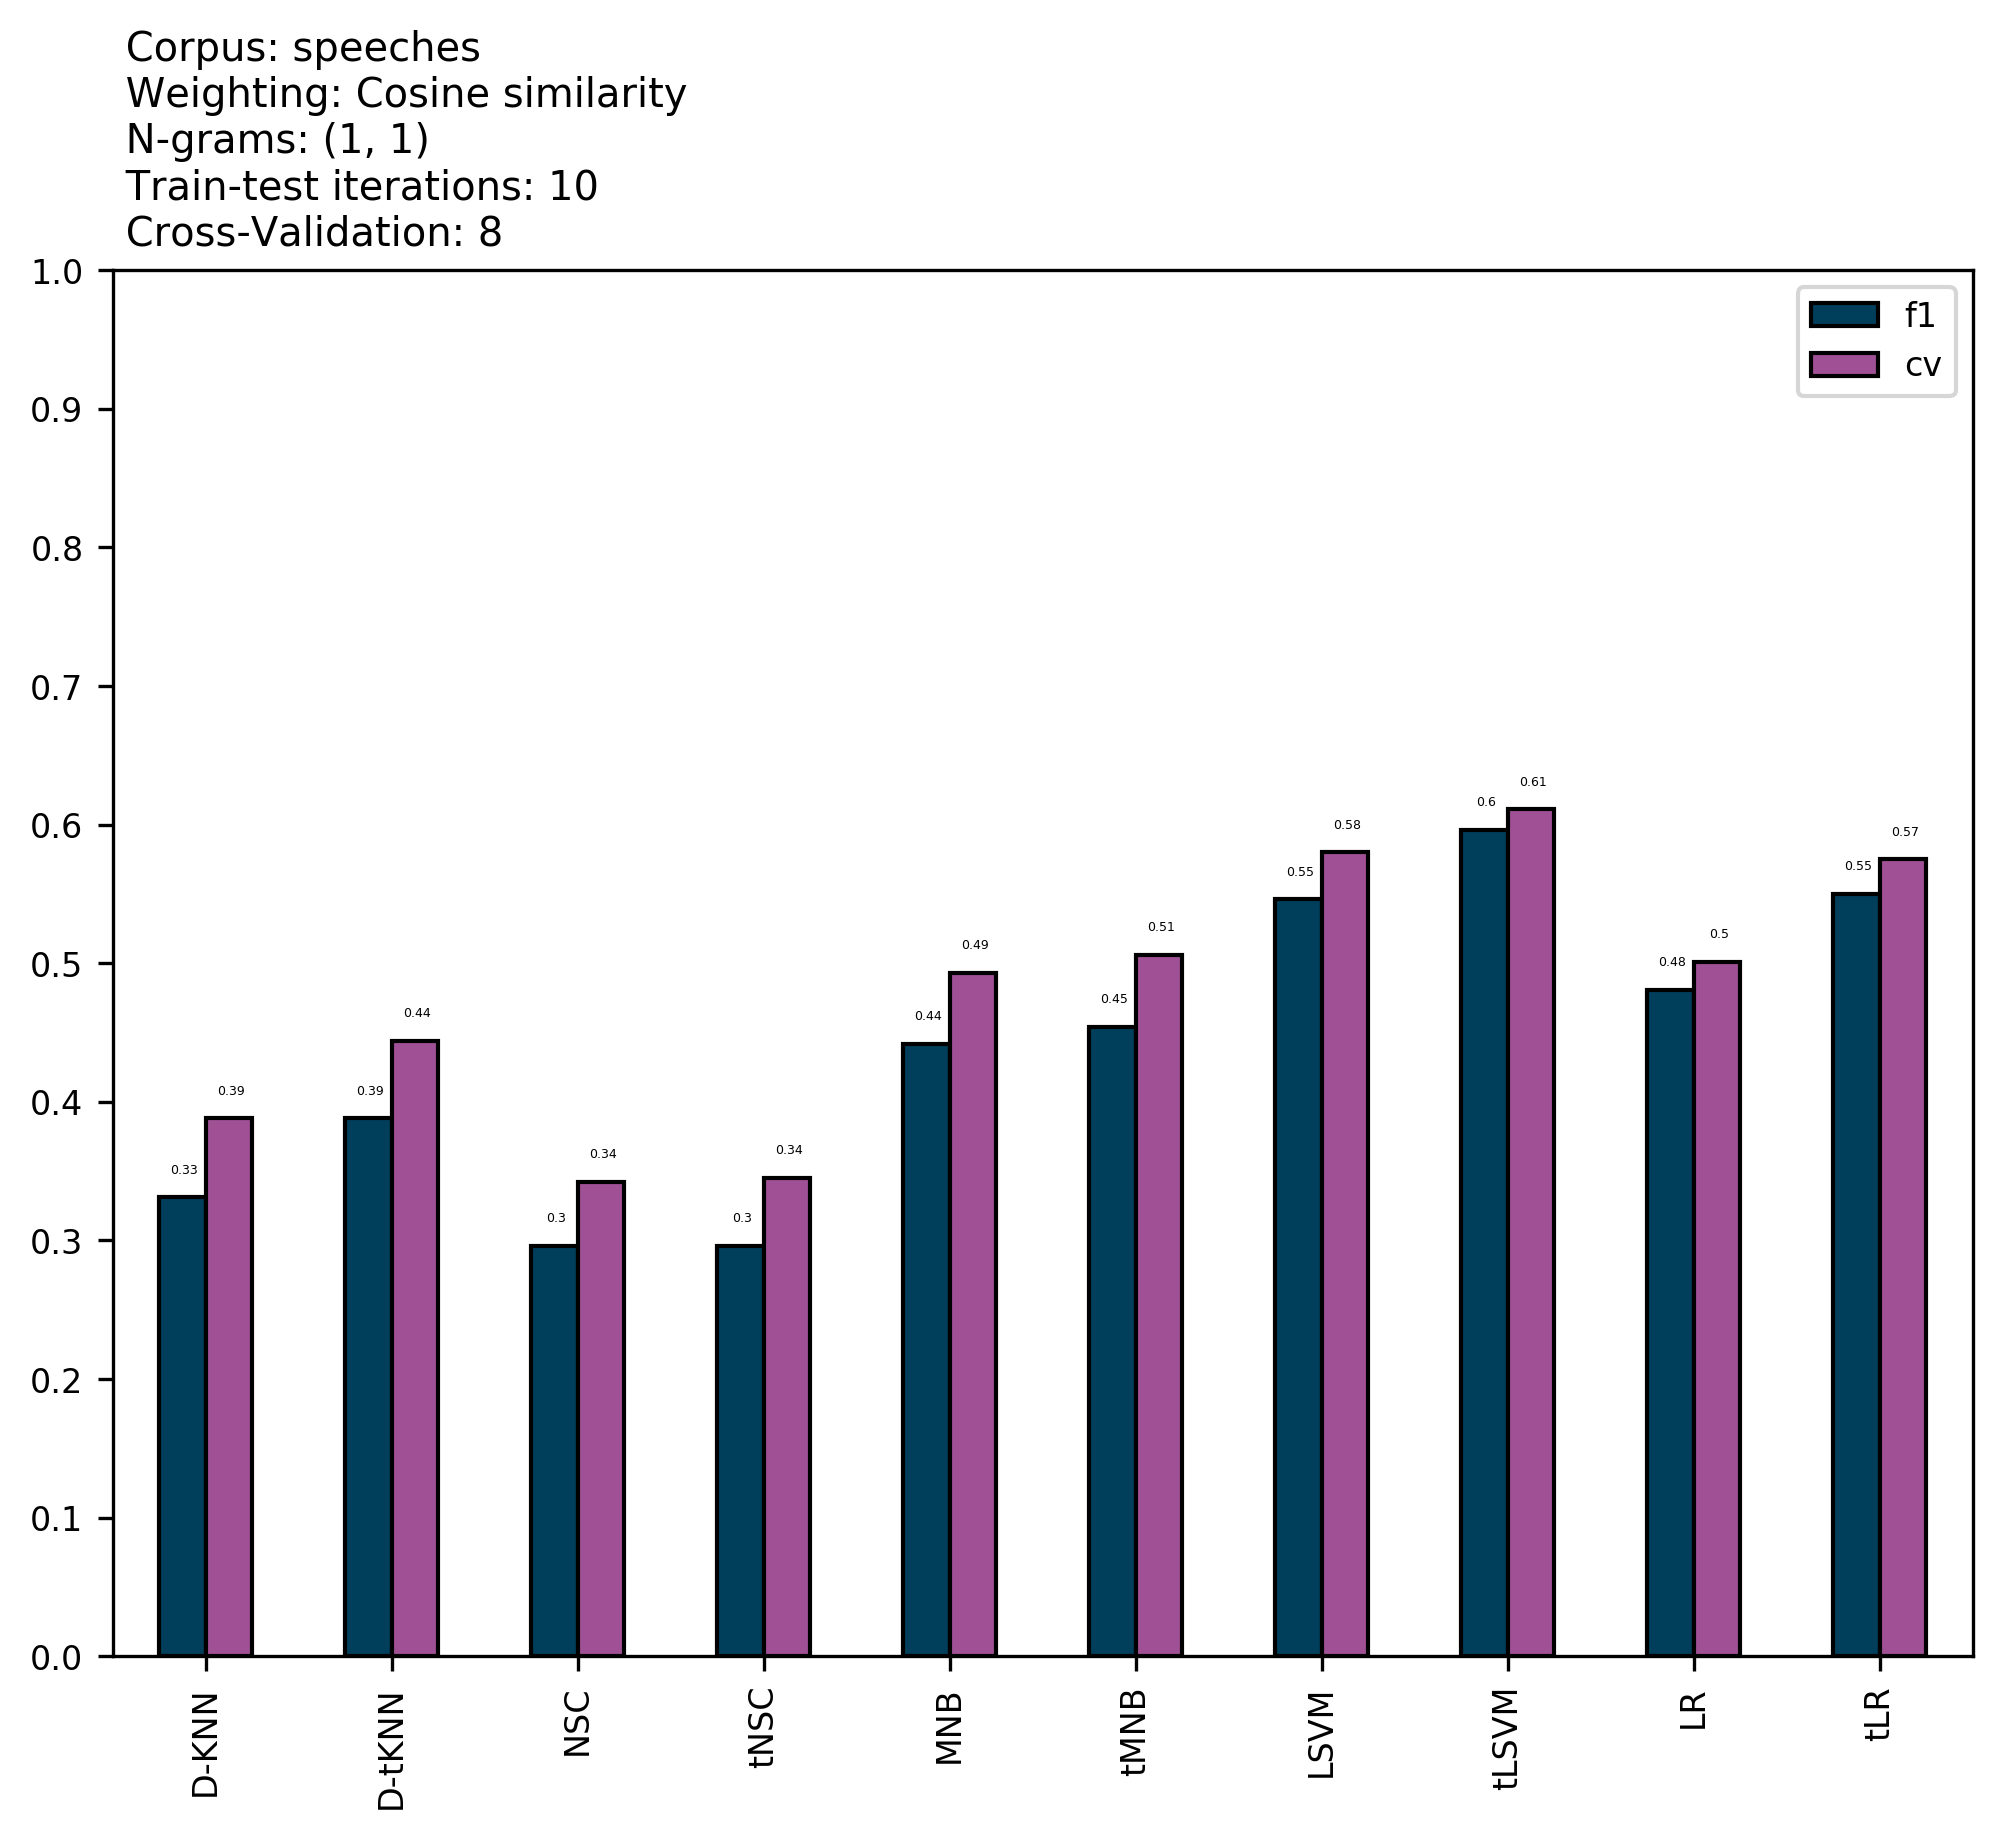 Corpus: speeches
Weighting: Cosine similarity
N-grams: (1, 1)
Train-test iterations: 10
Cross-Validation: 8
1.0
0.9
0.8
0.7
0.6
0.5
0.4
0.3
0.2
0.1
0.0
f1
cv
0.33
0.39
0.39
0.44
0.3
0.34
0.3
0.34
0.44
0.49
0.45
0.51
0.55
0.58
0.6
0.61
0.48
0.5
0.55
0.57
D-KNN
D-tKNN
NSC
tNSC
MNB
tMNB
LSVM
tLSVM
LR
tLR